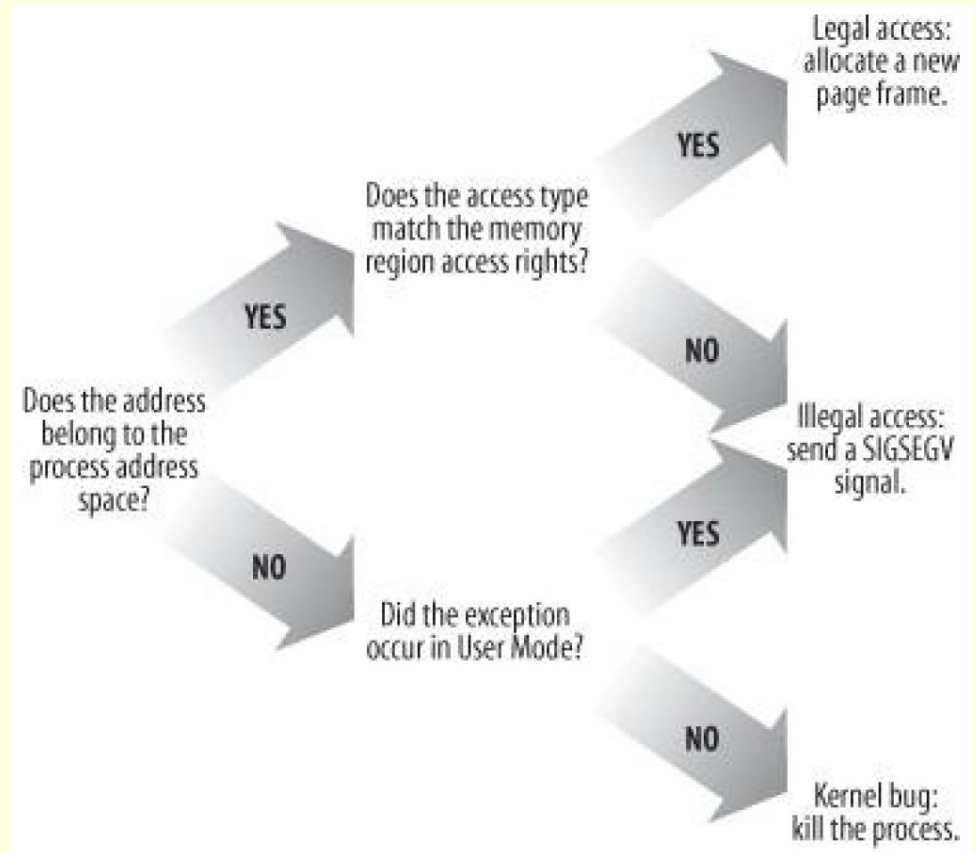 Legal access:
allocate a new
page frame.
YES
Does the access type
match the memory
region access rights?
YES
NO
Does the address
belong to the
process address
space?
Illegal access:
send a SIGSEGV
signal.
YES
NO
Did the exception
occur in User Mode?
NO
Kernel bug:
kill the process.